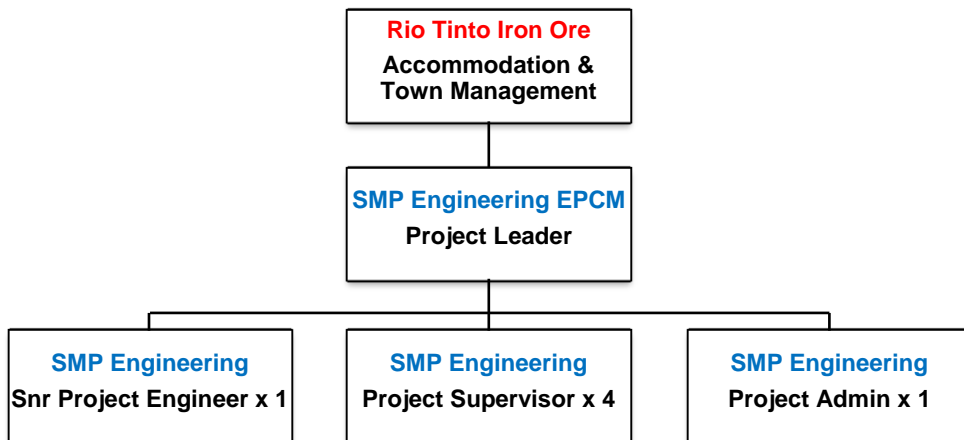 Rio Tinto Iron Ore
Accommodation &
Town Management
SMP Engineering EPCM
Project Leader
SMP Engineering
Snr Project Engineer x 1
SMP Engineering
Project Supervisor x 4
SMP Engineering
Project Admin x 1